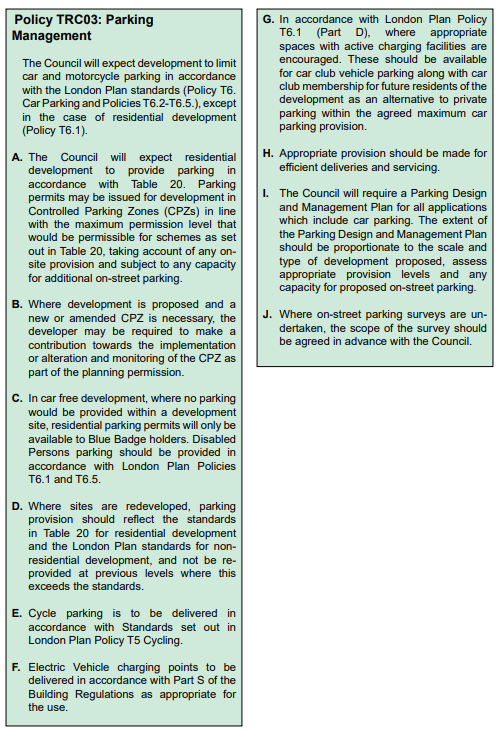 Policy TRC03: Parking
Management
The Council will expect development to limit
car and motorcycle parking in accordance
with the London Plan standards (Policy T6.
Car Parking and Policies T6.2-T6.5.), except
in the case of residential development
(Policy T6.1).
A. The Council will expect residential
development to provide parking in
accordance with Table 20. Parking
permits may be issued for development in
Controlled Parking Zones (CPZs) in line
with the maximum permission level that
would be permissible for schemes as set
out in Table 20, taking account of any on-
site provision and subject to any capacity
for additional on-street parking.
B. Where development is proposed and a
new or amended CPZ is necessary, the
developer may be required to make a
contribution towards the implementation
or alteration and monitoring of the CPZ as
part of the planning permission.
C. In car free development, where no parking
would be provided within a development
site, residential parking permits will only be
available to Blue Badge holders. Disabled
Persons parking should be provided in
accordance with London Plan Policies
T6.1 and T6.5.
D. Where sites are redeveloped, parking
provision should reflect the standards
in Table 20 for residential development
and the London Plan standards for non-
residential development, and not be re-
provided at previous levels where this
exceeds the standards.
E. Cycle parking is to be delivered in
accordance with Standards set out in
London Plan Policy T5 Cycling.
F. Electric Vehicle charging points to be
delivered in accordance with Part S of the
Building Regulations as appropriate for
the use.
G. In accordance with London Plan Policy
T6.1 (Part D), where appropriate
spaces with active charging facilities are
encouraged. These should be available
for car club vehicle parking along with car
club membership for future residents of the
development as an alternative to private
parking within the agreed maximum car
parking provision.
H. Appropriate provision should be made for
efficient deliveries and servicing.
I. The Council will require a Parking Design
and Management Plan for all applications
which include car parking. The extent of
the Parking Design and Management Plan
should be proportionate to the scale and
type of development proposed, assess
appropriate provision levels and any
capacity for proposed on-street parking.
J. Where on-street parking surveys are un-
dertaken, the scope of the survey should
be agreed in advance with the Council.